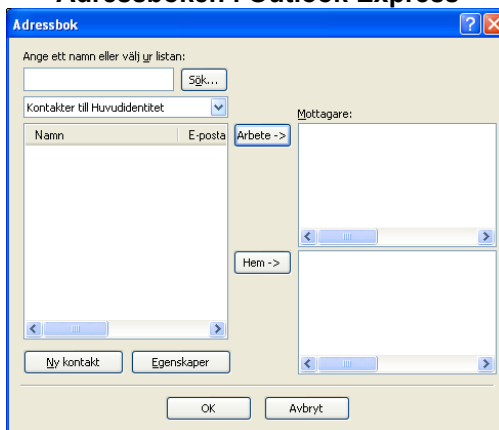 Adressboken i Outlook Express
Adressbok
Ange ett namn eller välj ur listan:
Sök...
Kontakter till Huvudidentitet
Mottagare:
Namn E-posta
Arbete ->
Hem ->
Ny kontakt Egenskaper
OK Avbryt